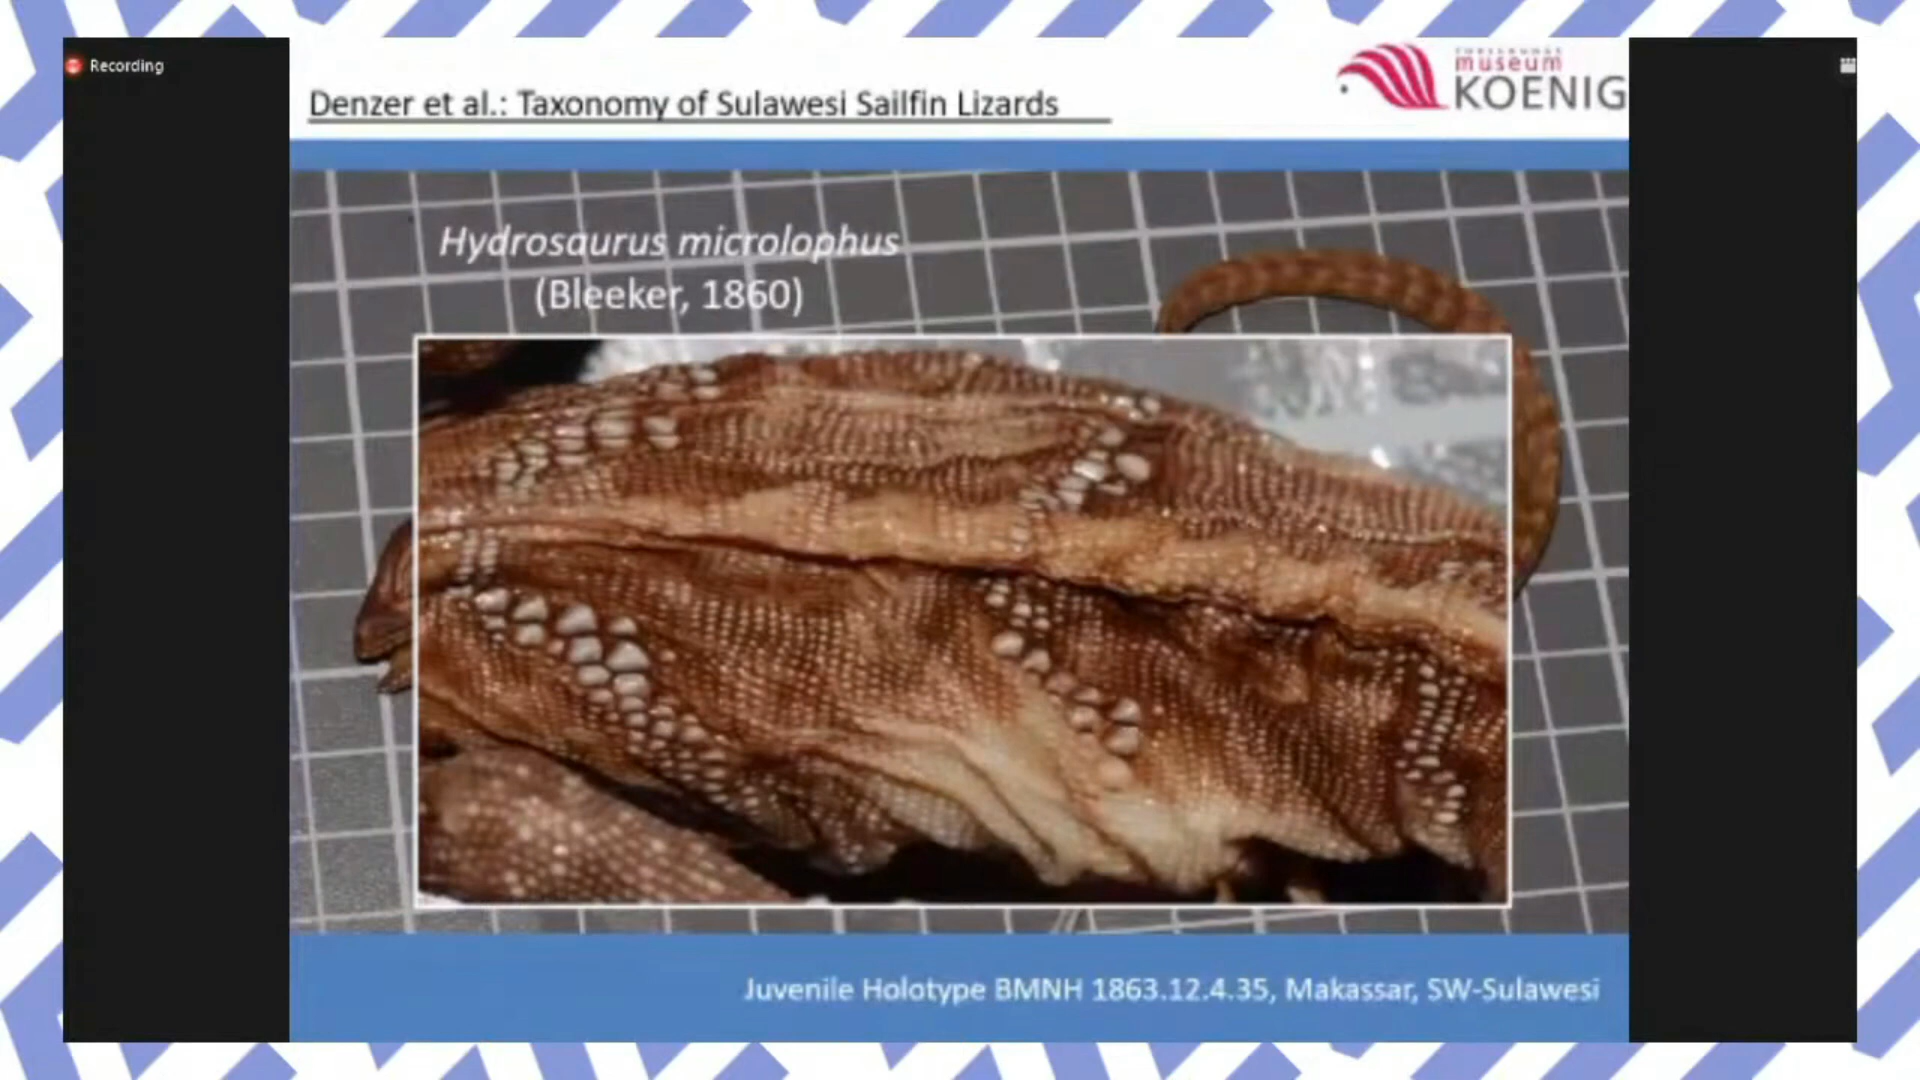 Recording
Denzer et al.: Taxonomy of Sulawesi Sailfin Lizards
museum
KOENIG
Hydrosaurus microlophus
(Bleeker, 1860)
Juvenile Holotype BMNH 1863.12.4.35, Makassar, SW-Sulawesi